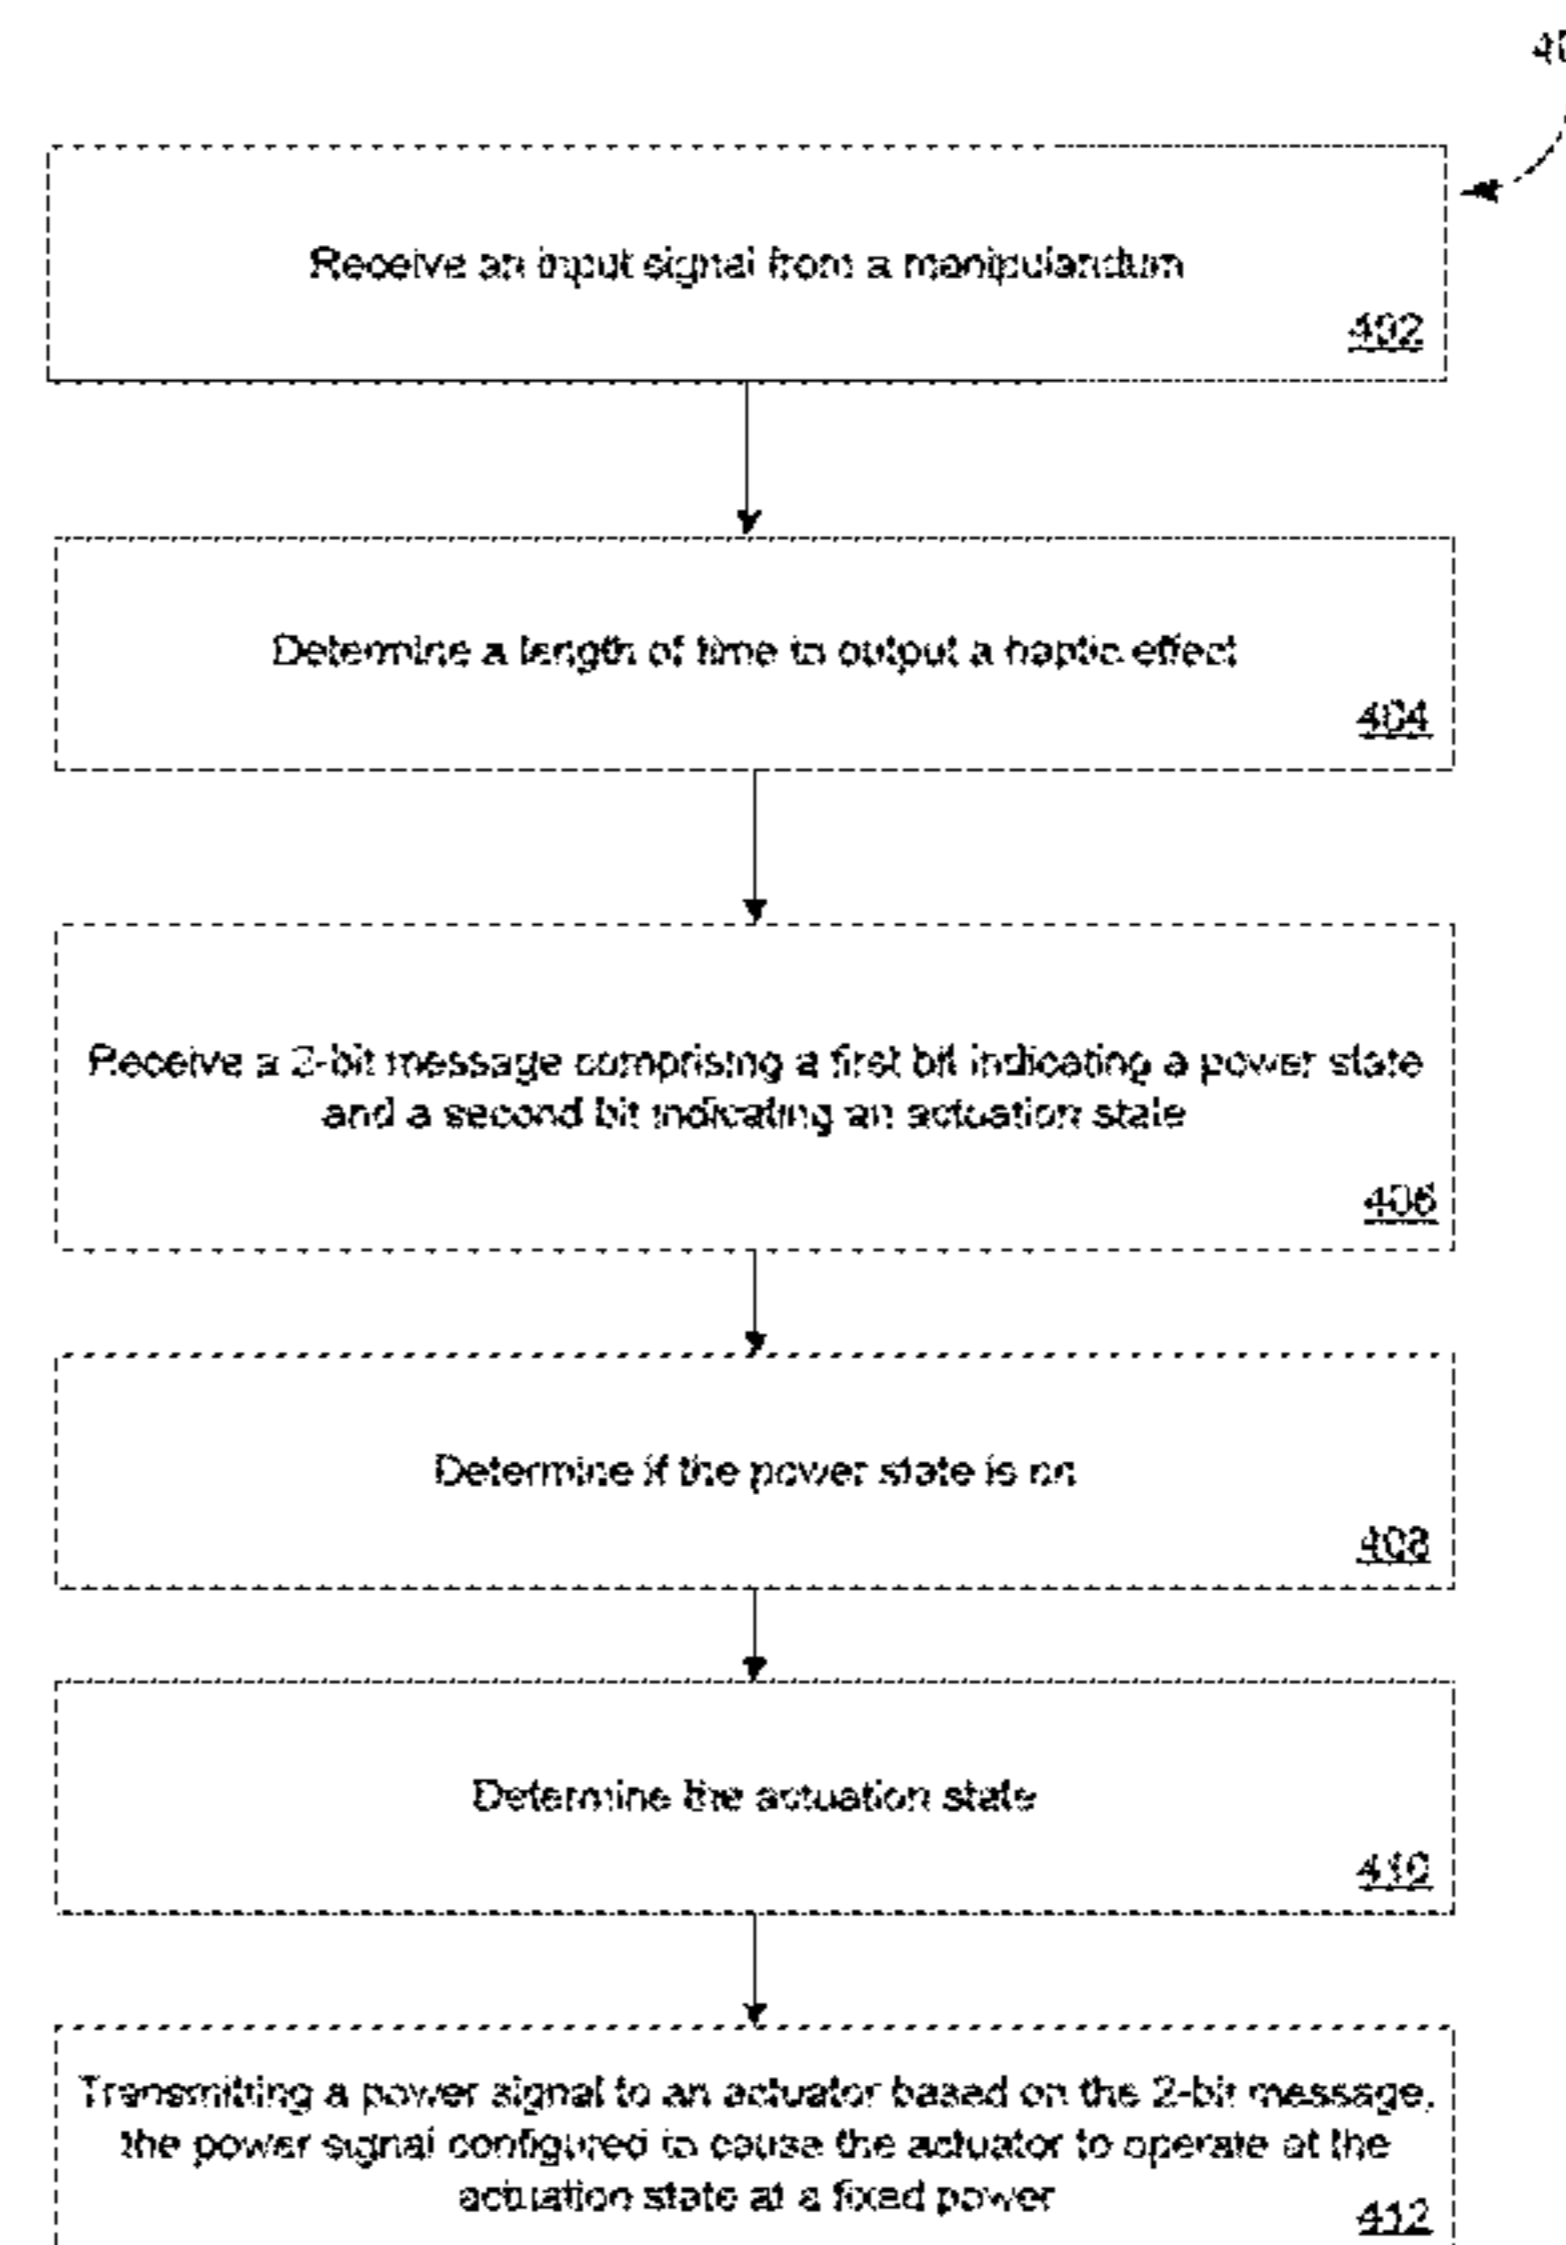 Receive an input signal from a manipulandum
402
Determine a length of time to output a haptic effect
404
Receive a 2-bit message comprising a first bit indicating a power state
and a second bit indicating an actuation state
406
Determine if the power state is on
408
Determine the actuation state
410
Transmitting a power signal to an actuator based on the 2-bit message,
the power signal configured to cause the actuator to operate at the
actuation state at a fixed power
412